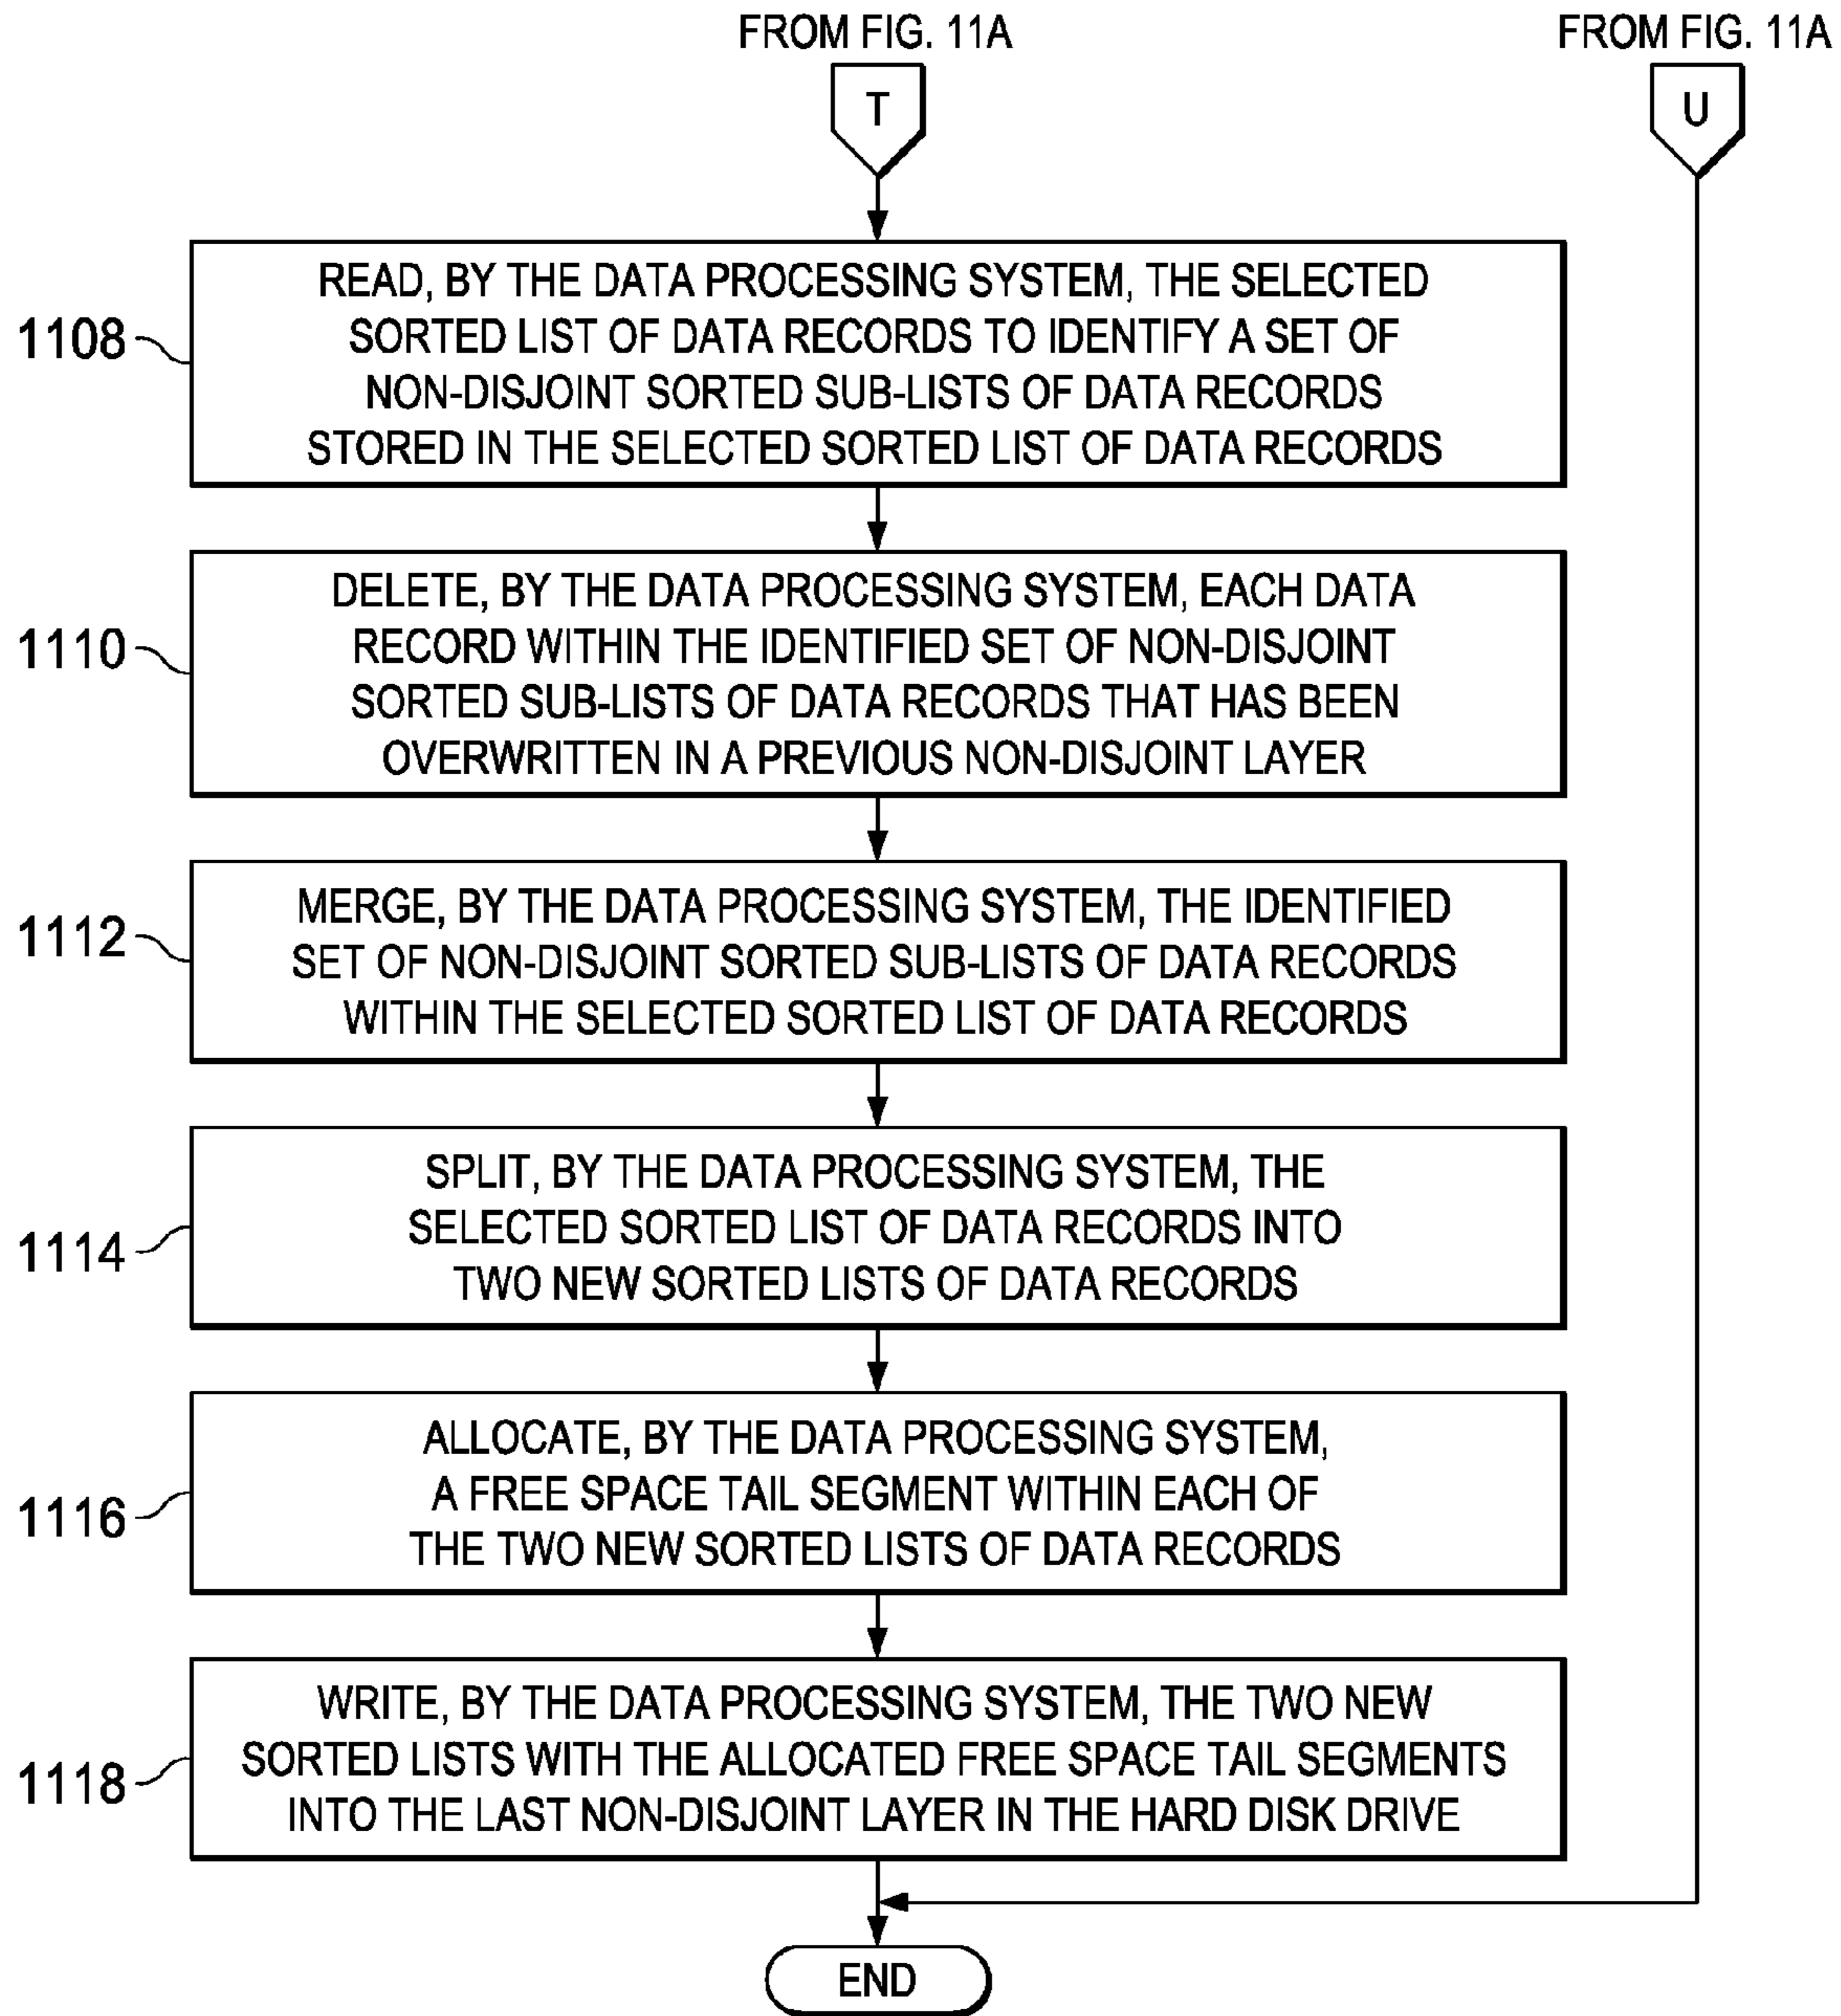 FROM FIG. 11A
FROM FIG. 11A
T
U
1108
READ, BY THE DATA PROCESSING SYSTEM, THE SELECTED
SORTED LIST OF DATA RECORDS TO IDENTIFY A SET OF
NON-DISJOINT SORTED SUB-LISTS OF DATA RECORDS
STORED IN THE SELECTED SORTED LIST OF DATA RECORDS
1110
DELETE, BY THE DATA PROCESSING SYSTEM, EACH DATA
RECORD WITHIN THE IDENTIFIED SET OF NON-DISJOINT
SORTED SUB-LISTS OF DATA RECORDS THAT HAS BEEN
OVERWRITTEN IN A PREVIOUS NON-DISJOINT LAYER
1112
MERGE, BY THE DATA PROCESSING SYSTEM, THE IDENTIFIED
SET OF NON-DISJOINT SORTED SUB-LISTS OF DATA RECORDS
WITHIN THE SELECTED SORTED LIST OF DATA RECORDS
1114
SPLIT, BY THE DATA PROCESSING SYSTEM, THE
SELECTED SORTED LIST OF DATA RECORDS INTO
TWO NEW SORTED LISTS OF DATA RECORDS
1116
ALLOCATE, BY THE DATA PROCESSING SYSTEM,
A FREE SPACE TAIL SEGMENT WITHIN EACH OF
THE TWO NEW SORTED LISTS OF DATA RECORDS
1118
WRITE, BY THE DATA PROCESSING SYSTEM, THE TWO NEW
SORTED LISTS WITH THE ALLOCATED FREE SPACE TAIL SEGMENTS
INTO THE LAST NON-DISJOINT LAYER IN THE HARD DISK DRIVE
END